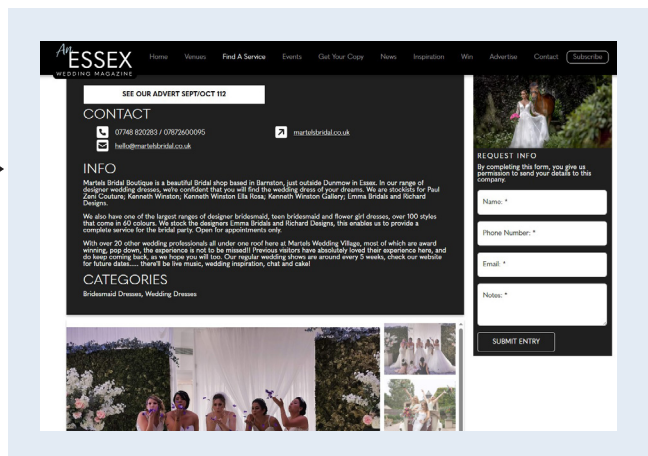 An
ESSEX
WEDDING MAGAZINE
Home Venues Find A Service Events Get Your Copy News Inspiration Win Advertise Contact Subscribe
SEE OUR ADVERT SEPT/OCT 112
CONTACT
07748 820283 / 07872600095
martelsbridal.co.uk
hello@martelsbridal.co.uk
INFO
Martels Bridal Boutique is a beautiful Bridal shop based in Barnston, just outside Dunmow in Essex. In our range of
designer wedding dresses, we're confident that you will find the wedding dress of your dreams. We are stockists for Paul
Zeni Couture; Kenneth Winston; Kenneth Winston Ella Rosa; Kenneth Winston Gallery; Emma Bridals and Richard
Designs.
We also have one of the largest ranges of designer bridesmaid, teen bridesmaid and flower girl dresses, over 100 styles
that come in 60 colours. We stock the designers Emma Bridals and Richard Designs, this enables us to provide a
complete service for the bridal party. Open for appointments only.
With over 20 other wedding professionals all under one roof here at Martels Wedding Village, most of which are award
winning, pop down, the experience is not to be missed!! Previous visitors have absolutely loved their experience here, and
do keep coming back, as we hope you will too. Our regular wedding shows are around every 5 weeks, check our website
for future dates..... there'll be live music, wedding inspiration, chat and cake!
CATEGORIES
Bridesmaid Dresses, Wedding Dresses
REQUEST INFO
By completing this form, you give us
permission to send your details to this
company.
Name: *
Phone Number: *
Email: *
Notes: *
SUBMIT ENTRY